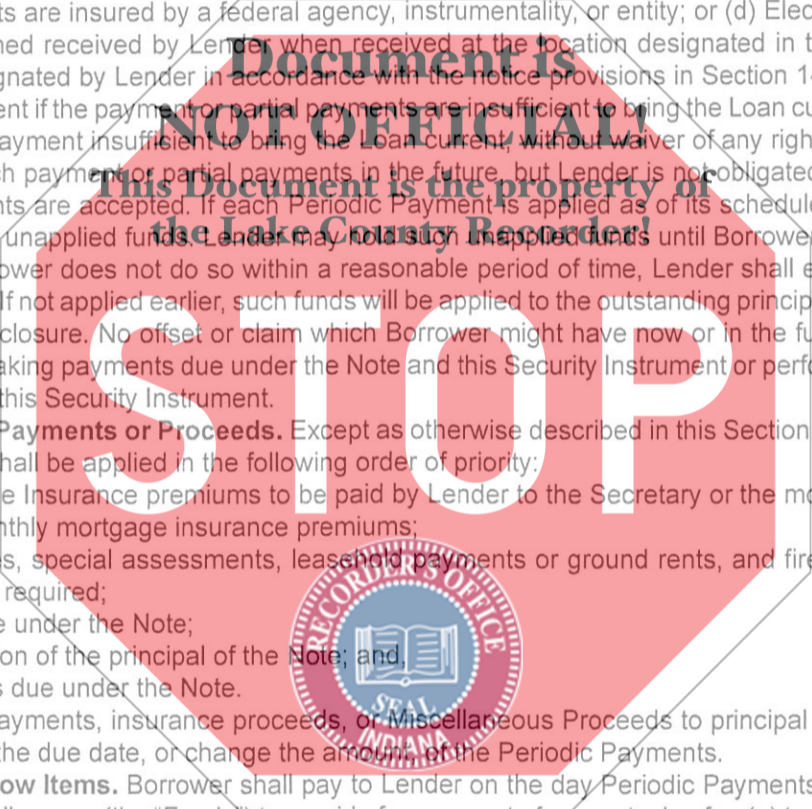 ts are insured by a federal agency, instrumentality, or entity; or (d) Elec
ned received by Lender when received at the location designated in t
gnated by Lender in accordance with the notice provisions in Section 1
Document is
ent if the payment or partial payments are insufficient to bring the Loan c
NOT OFFICIAL!
ayment insufficient to bring the Loan current, without waiver of any righ
h payment or partial payments in the future, but Lender is not obligated
This Document is the property of
nts are accepted. If each Periodic Payment is applied as of its schedule
the Lake County Recorder!
unapplied funds. Lender may hold such unapplied funds until Borrowe
ower does not do so within a reasonable period of time, Lender shall e
If not applied earlier, such funds will be applied to the outstanding princip
closure. No offset or claim which Borrower might have now or in the fu
aking payments due under the Note and this Security Instrument or perfo
this Security Instrument.
STOP
Payments or Proceeds. Except as otherwise described in this Section
hall be applied in the following order of priority:
e Insurance premiums to be paid by Lender to the Secretary or the mo
nthly mortgage insurance premiums;
s, special assessments, leasehold payments or ground rents, and fire
required;
e under the Note;
on of the principal of the Note; and,
s due under the Note.
RECORDER'S OFFICE
SEAL
INDIANA
ayments, insurance proceeds, or Miscellaneous Proceeds to principal
the due date, or change the amount, of the Periodic Payments.
ow Items. Borrower shall pay to Lender on the day Periodic Payments